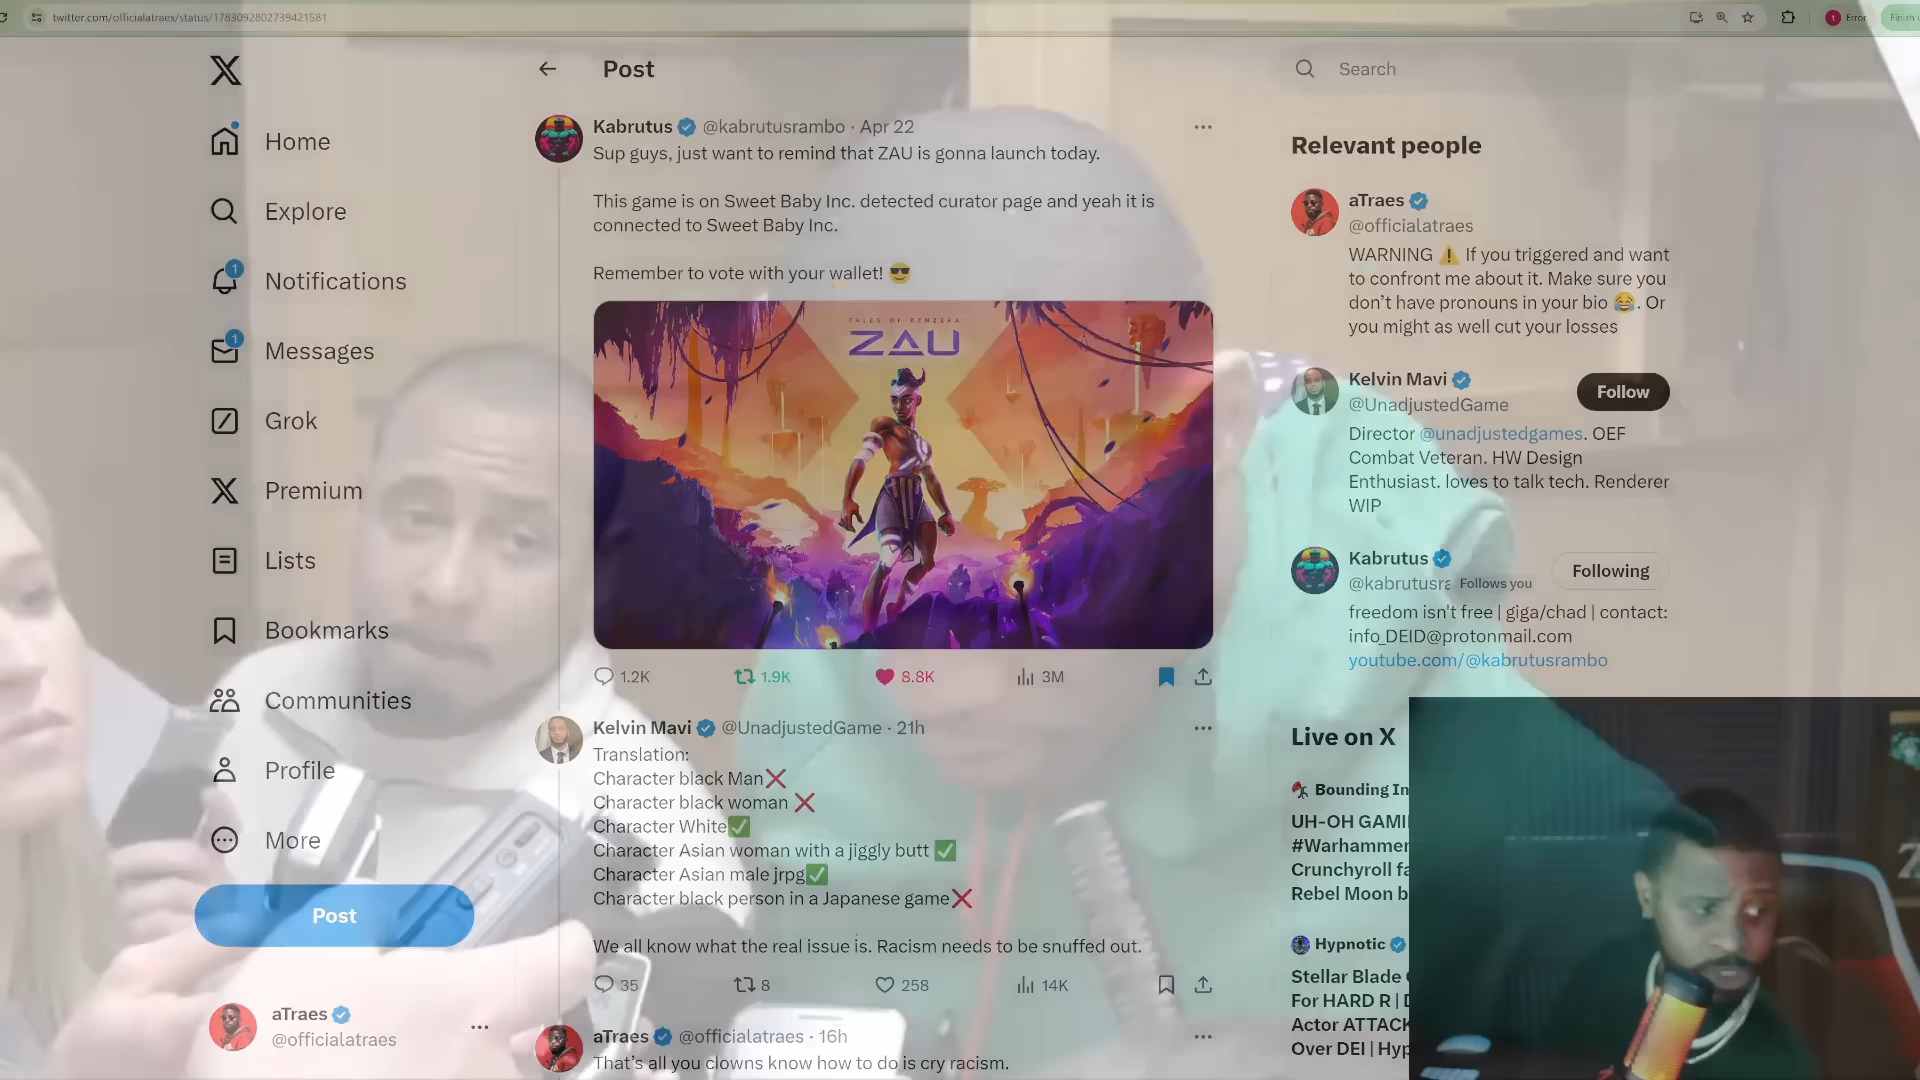 twitter.com/officialatraes/status/1783092802739421581
Error
Finish
Home
Explore
1
Notifications
1
Messages
Grok
Premium
Lists
Bookmarks
Communities
Profile
More
Post
aTraes
@officialatraes
Post
Kabrutus @kabrutusrambo · Apr 22
Sup guys, just want to remind that ZAU is gonna launch today.
This game is on Sweet Baby Inc. detected curator page and yeah it is
connected to Sweet Baby Inc.
Remember to vote with your wallet! 😎
TALES OF KENZERA
ZAU
1.2K 1.9K 8.8K 3M
Kelvin Mavi @UnadjustedGame · 21h
Translation:
Character black Man❌
Character black woman ❌
Character White✅
Character Asian woman with a jiggly butt ✅
Character Asian male jrpg✅
Character black person in a Japanese game❌
We all know what the real issue is. Racism needs to be snuffed out.
35 8 258 14K
aTraes @officialatraes · 16h
That's all you clowns know how to do is cry racism.
Search
Relevant people
aTraes
@officialatraes
WARNING ⚠️ If you triggered and want
to confront me about it. Make sure you
don't have pronouns in your bio 😂. Or
you might as well cut your losses
Kelvin Mavi
@UnadjustedGame
Follow
Director @unadjustedgames. OEF
Combat Veteran. HW Design
Enthusiast. loves to talk tech. Renderer
WIP
Kabrutus
@kabrutusra Follows you
Following
freedom isn't free | giga/chad | contact:
info_DEID@protonmail.com
youtube.com/@kabrutusrambo
Live on X
Bounding In
UH-OH GAMI
#Warhammer
Crunchyroll fa
Rebel Moon b
Hypnotic
Stellar Blade
For HARD R |
Actor ATTACK
Over DEI | Hyp